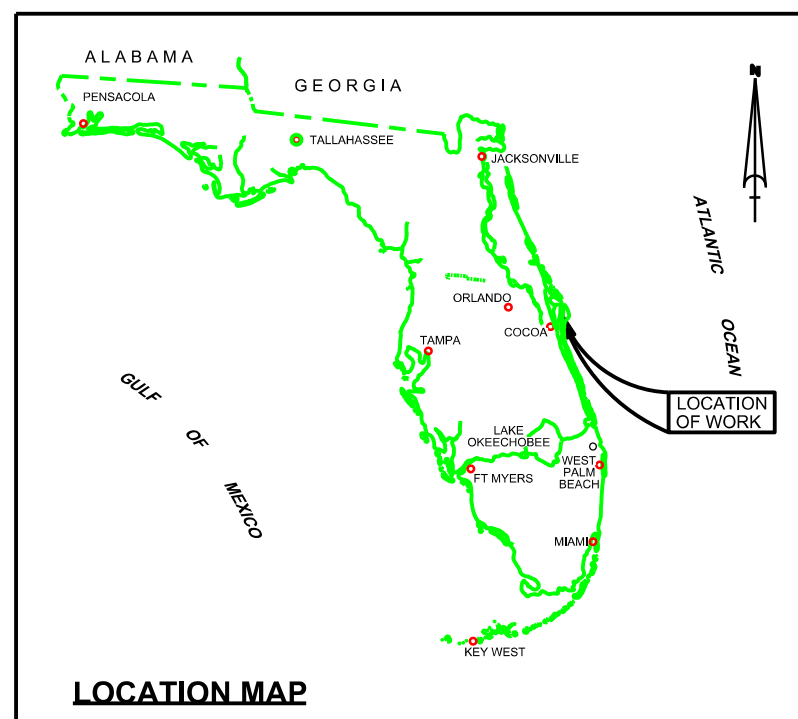 ALABAMA
PENSACOLA
GEORGIA
TALLAHASSEE
N
JACKSONVILLE
ATLANTIC
OCEAN
ORLANDO
COCOA
TAMPA
GULF
OF
MEXICO
LOCATION
OF WORK
LAKE
OKEECHOBEE
FT MYERS
WEST
PALM
BEACH
MIAMI
KEY WEST
LOCATION MAP